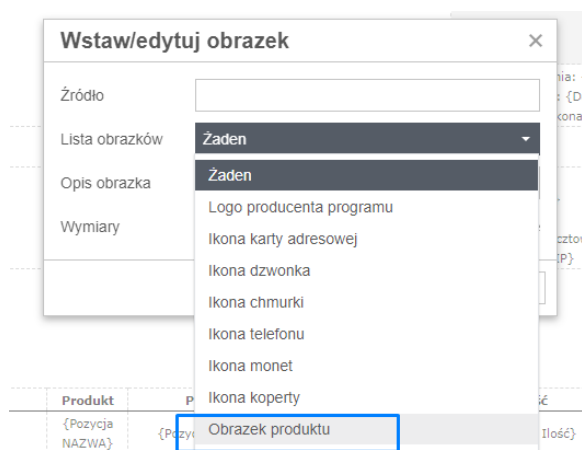 Wstaw/edytuj obrazek
Źródło
Lista obrazków
Żaden
Opis obrazka
Wymiary
Żaden
Logo producenta programu
Ikona karty adresowej
Ikona dzwonka
Ikona chmurki
Ikona telefonu
Ikona monet
Ikona koperty
Obrazek produktu
Produkt
{Pozycja
NAZWA}
Ilość}